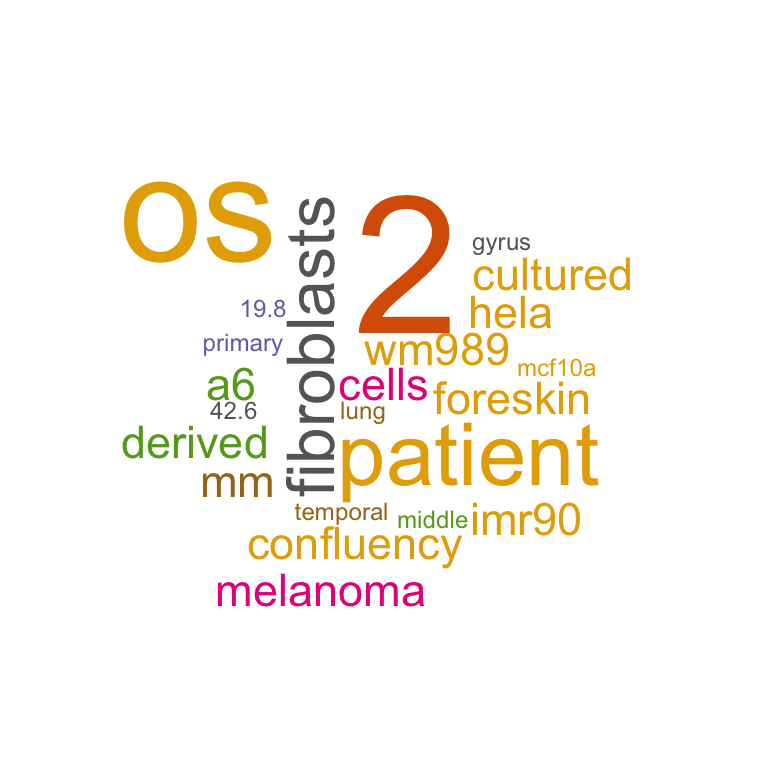 os
fibroblasts
2
gyrus
cultured
19.8
hela
primary
wm989
mcf10a
a6
cells
foreskin
42.6
lung
derived
patient
mm
temporal
middle
imr90
confluency
melanoma